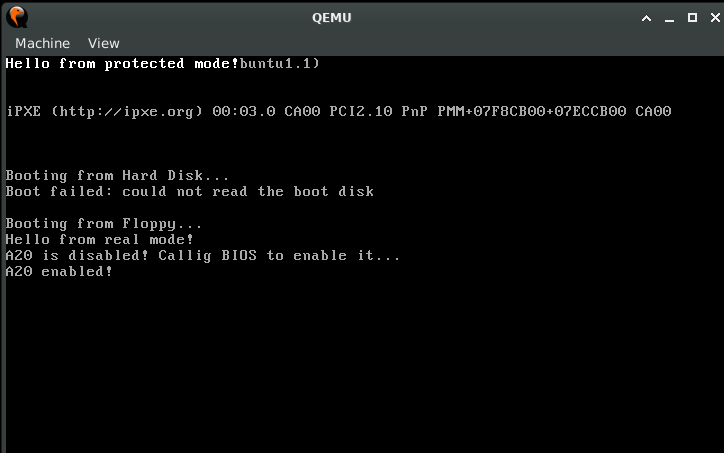 QEMU
Machine View
Hello from protected mode!buntu1.1)
iPXE (http://ipxe.org) 00:03.0 CA00 PCI2.10 PnP PMM+07F8CB00+07ECCB00 CA00
Booting from Hard Disk...
Boot failed: could not read the boot disk
Booting from Floppy...
Hello from real mode!
A20 is disabled! Callig BIOS to enable it...
A20 enabled!